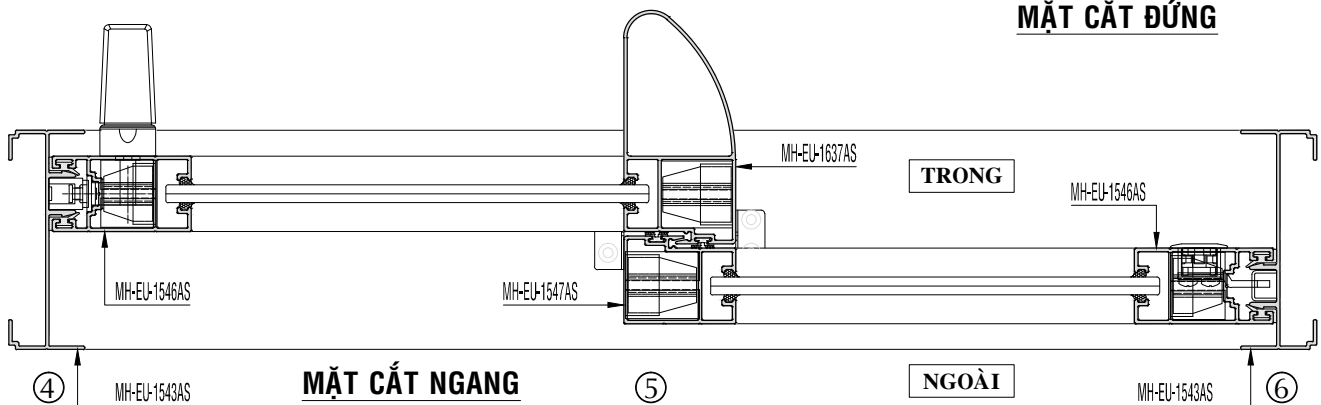 MẶT CẮT ĐỨNG
MH-EU-1637AS
TRONG
MH-EU-1546AS
MH-EU-1546AS
MH-EU-1547AS
④
MH-EU-1543AS
MẶT CẮT NGANG
⑤
NGOÀI
MH-EU-1543AS
⑥